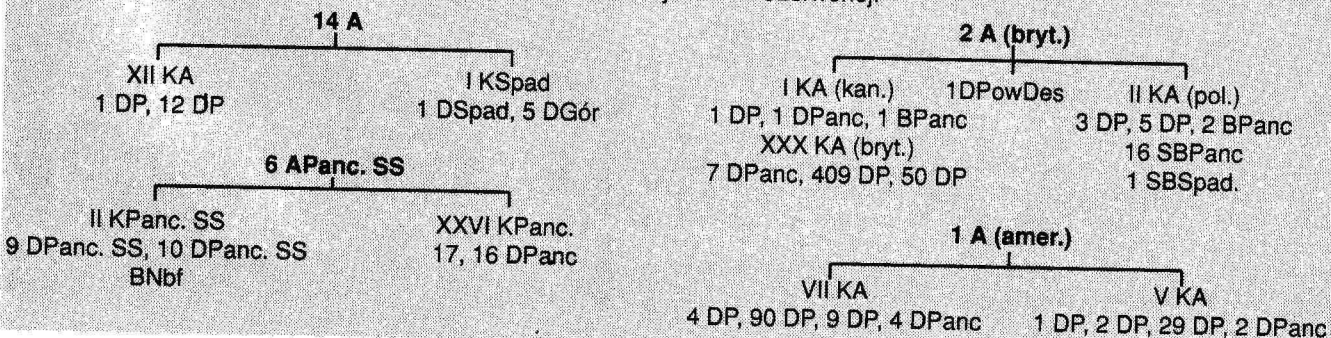 14 A
XII KA
1 DP, 12 DP
I KSpad
1 DSpad, 5 DGór
6 APanc. SS
II KPanc. SS
9 DPanc. SS, 10 DPanc. SS
BNbf
XXVI KPanc.
17, 16 DPanc
2 A (bryt.)
I KA (kan.)
1 DP, 1 DPanc, 1 BPanc
XXX KA (bryt.)
7 DPanc, 409 DP, 50 DP
1DPowDes
II KA (pol.)
3 DP, 5 DP, 2 BPanc
16 SBPanc
1 SBSpad.
1 A (amer.)
VII KA
4 DP, 90 DP, 9 DP, 4 DPanc
V KA
1 DP, 2 DP, 29 DP, 2 DPanc